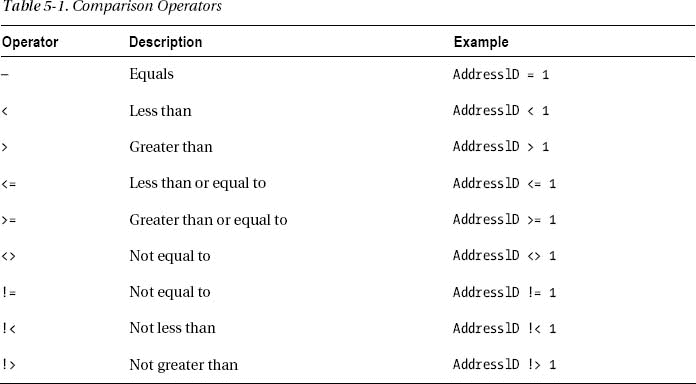 Table 5-1. Comparison Operators
Operator Description Example
— Equals AddressID = 1
< Less than AddressID < 1
> Greater than AddressID > 1
<= Less than or equal to AddressID <= 1
>= Greater than or equal to AddressID >= 1
<> Not equal to AddressID <> 1
!= Not equal to AddressID != 1
!< Not less than AddressID !< 1
!> Not greater than AddressID !> 1